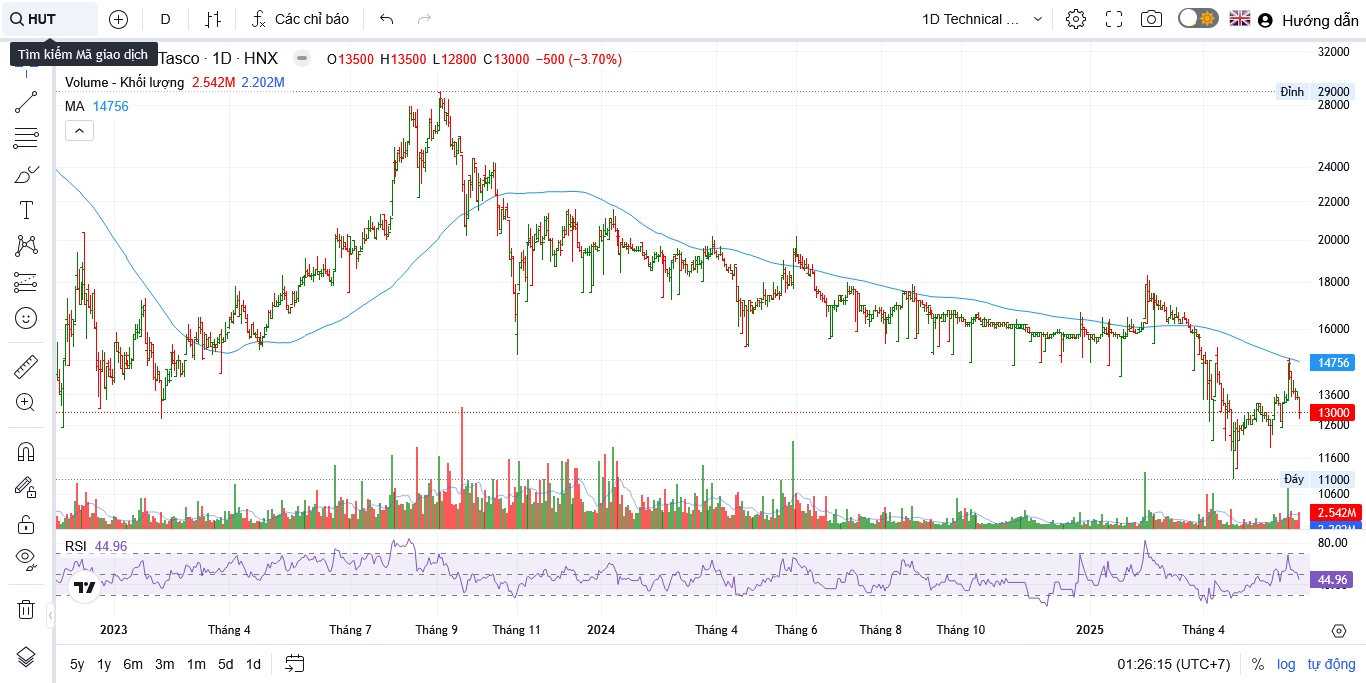 HUT
D
Các chỉ báo
1D Technical ...
Hướng dẫn
Tìm kiếm Mã giao dịch
Tasco · 1D · HNX
O13500 H13500 L12800 C13000 −500 (−3.70%)
Volume - Khối lượng 2.542M 2.202M
MA 14756
32000
Đỉnh 29000
28000
24000
22000
20000
18000
16000
14756
13600
13000
12600
11600
Đáy 11000
10600
2.542M
RSI 44.96
80.00
44.96
2023
Tháng 4
Tháng 7
Tháng 9
Tháng 11
2024
Tháng 4
Tháng 6
Tháng 8
Tháng 10
2025
Tháng 4
5y 1y 6m 3m 1m 5d 1d
01:26:15 (UTC+7)
% log tự động